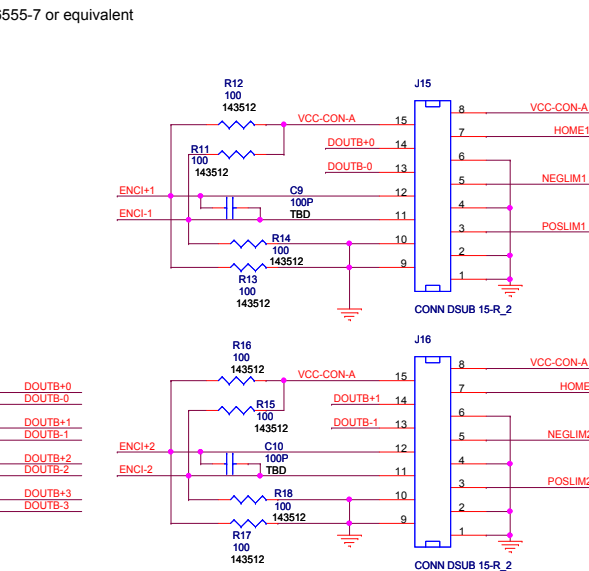 or equivalent
R12
100
143512
J15
VCC-CON-A
15
8
VCC-CON-A
R11
100
143512
DOUTB+0
14
7
HOME1
DOUTB-0
13
6
ENCI+1
C9
100P
TBD
12
5
NEGLIM1
ENCI-1
11
4
R14
100
143512
10
3
POSLIM1
9
2
R13
100
143512
1
CONN DSUB 15-R_2
R16
100
143512
J16
VCC-CON-A
15
8
VCC-CON-A
DOUTB+0
DOUTB-0
R15
100
143512
DOUTB+1
14
7
HOME
DOUTB+1
DOUTB-1
DOUTB-1
13
6
ENCI+2
C10
100P
TBD
12
5
NEGLIM2
DOUTB+2
DOUTB-2
ENCI-2
11
4
DOUTB+3
DOUTB-3
R18
100
143512
10
3
POSLIM2
9
2
R17
100
143512
1
CONN DSUB 15-R_2